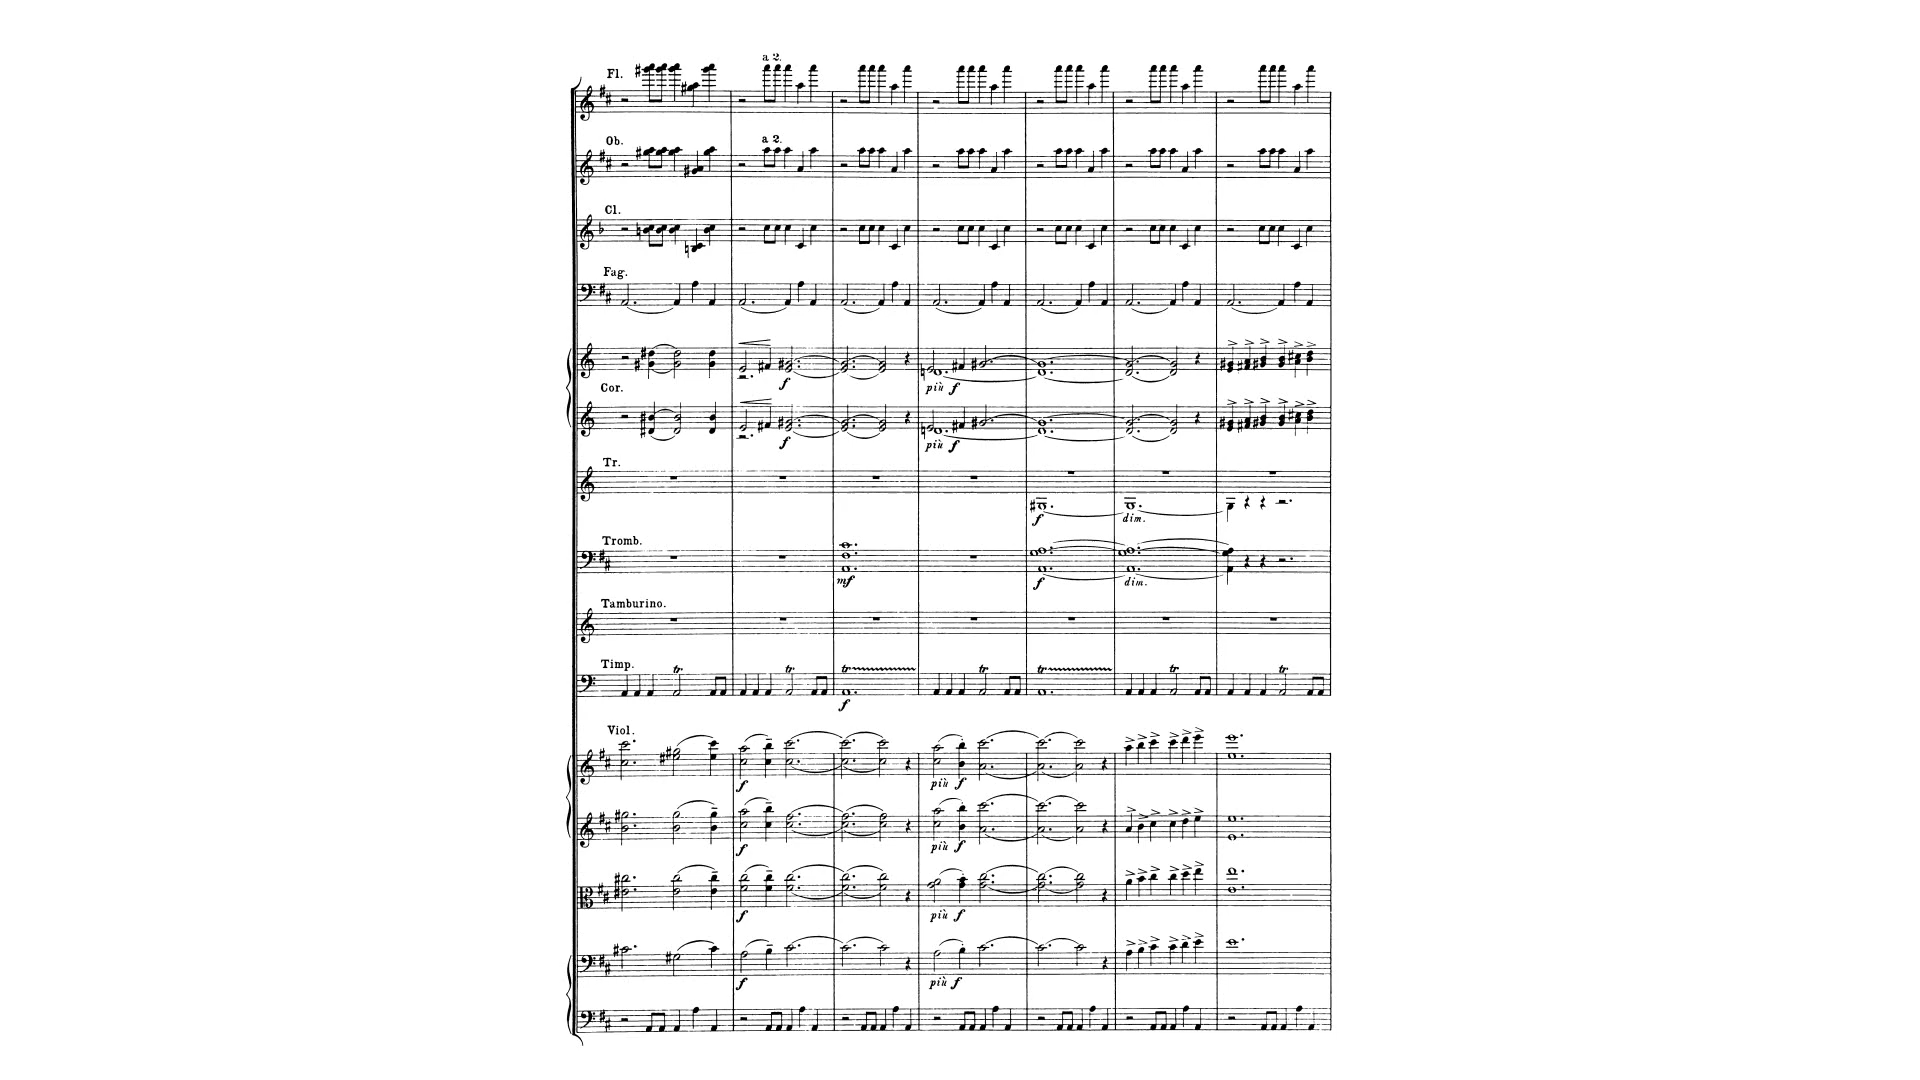 a 2.
Fl.
a 2.
Ob.
Cl.
Fag.
f
Cor.
più f
f
più f
Tr.
f dim.
Tromb.
mf f dim.
Tamburino.
Timp.
tr tr tr tr tr tr tr
f
Viol.
f più f
f più f
f più f
f più f